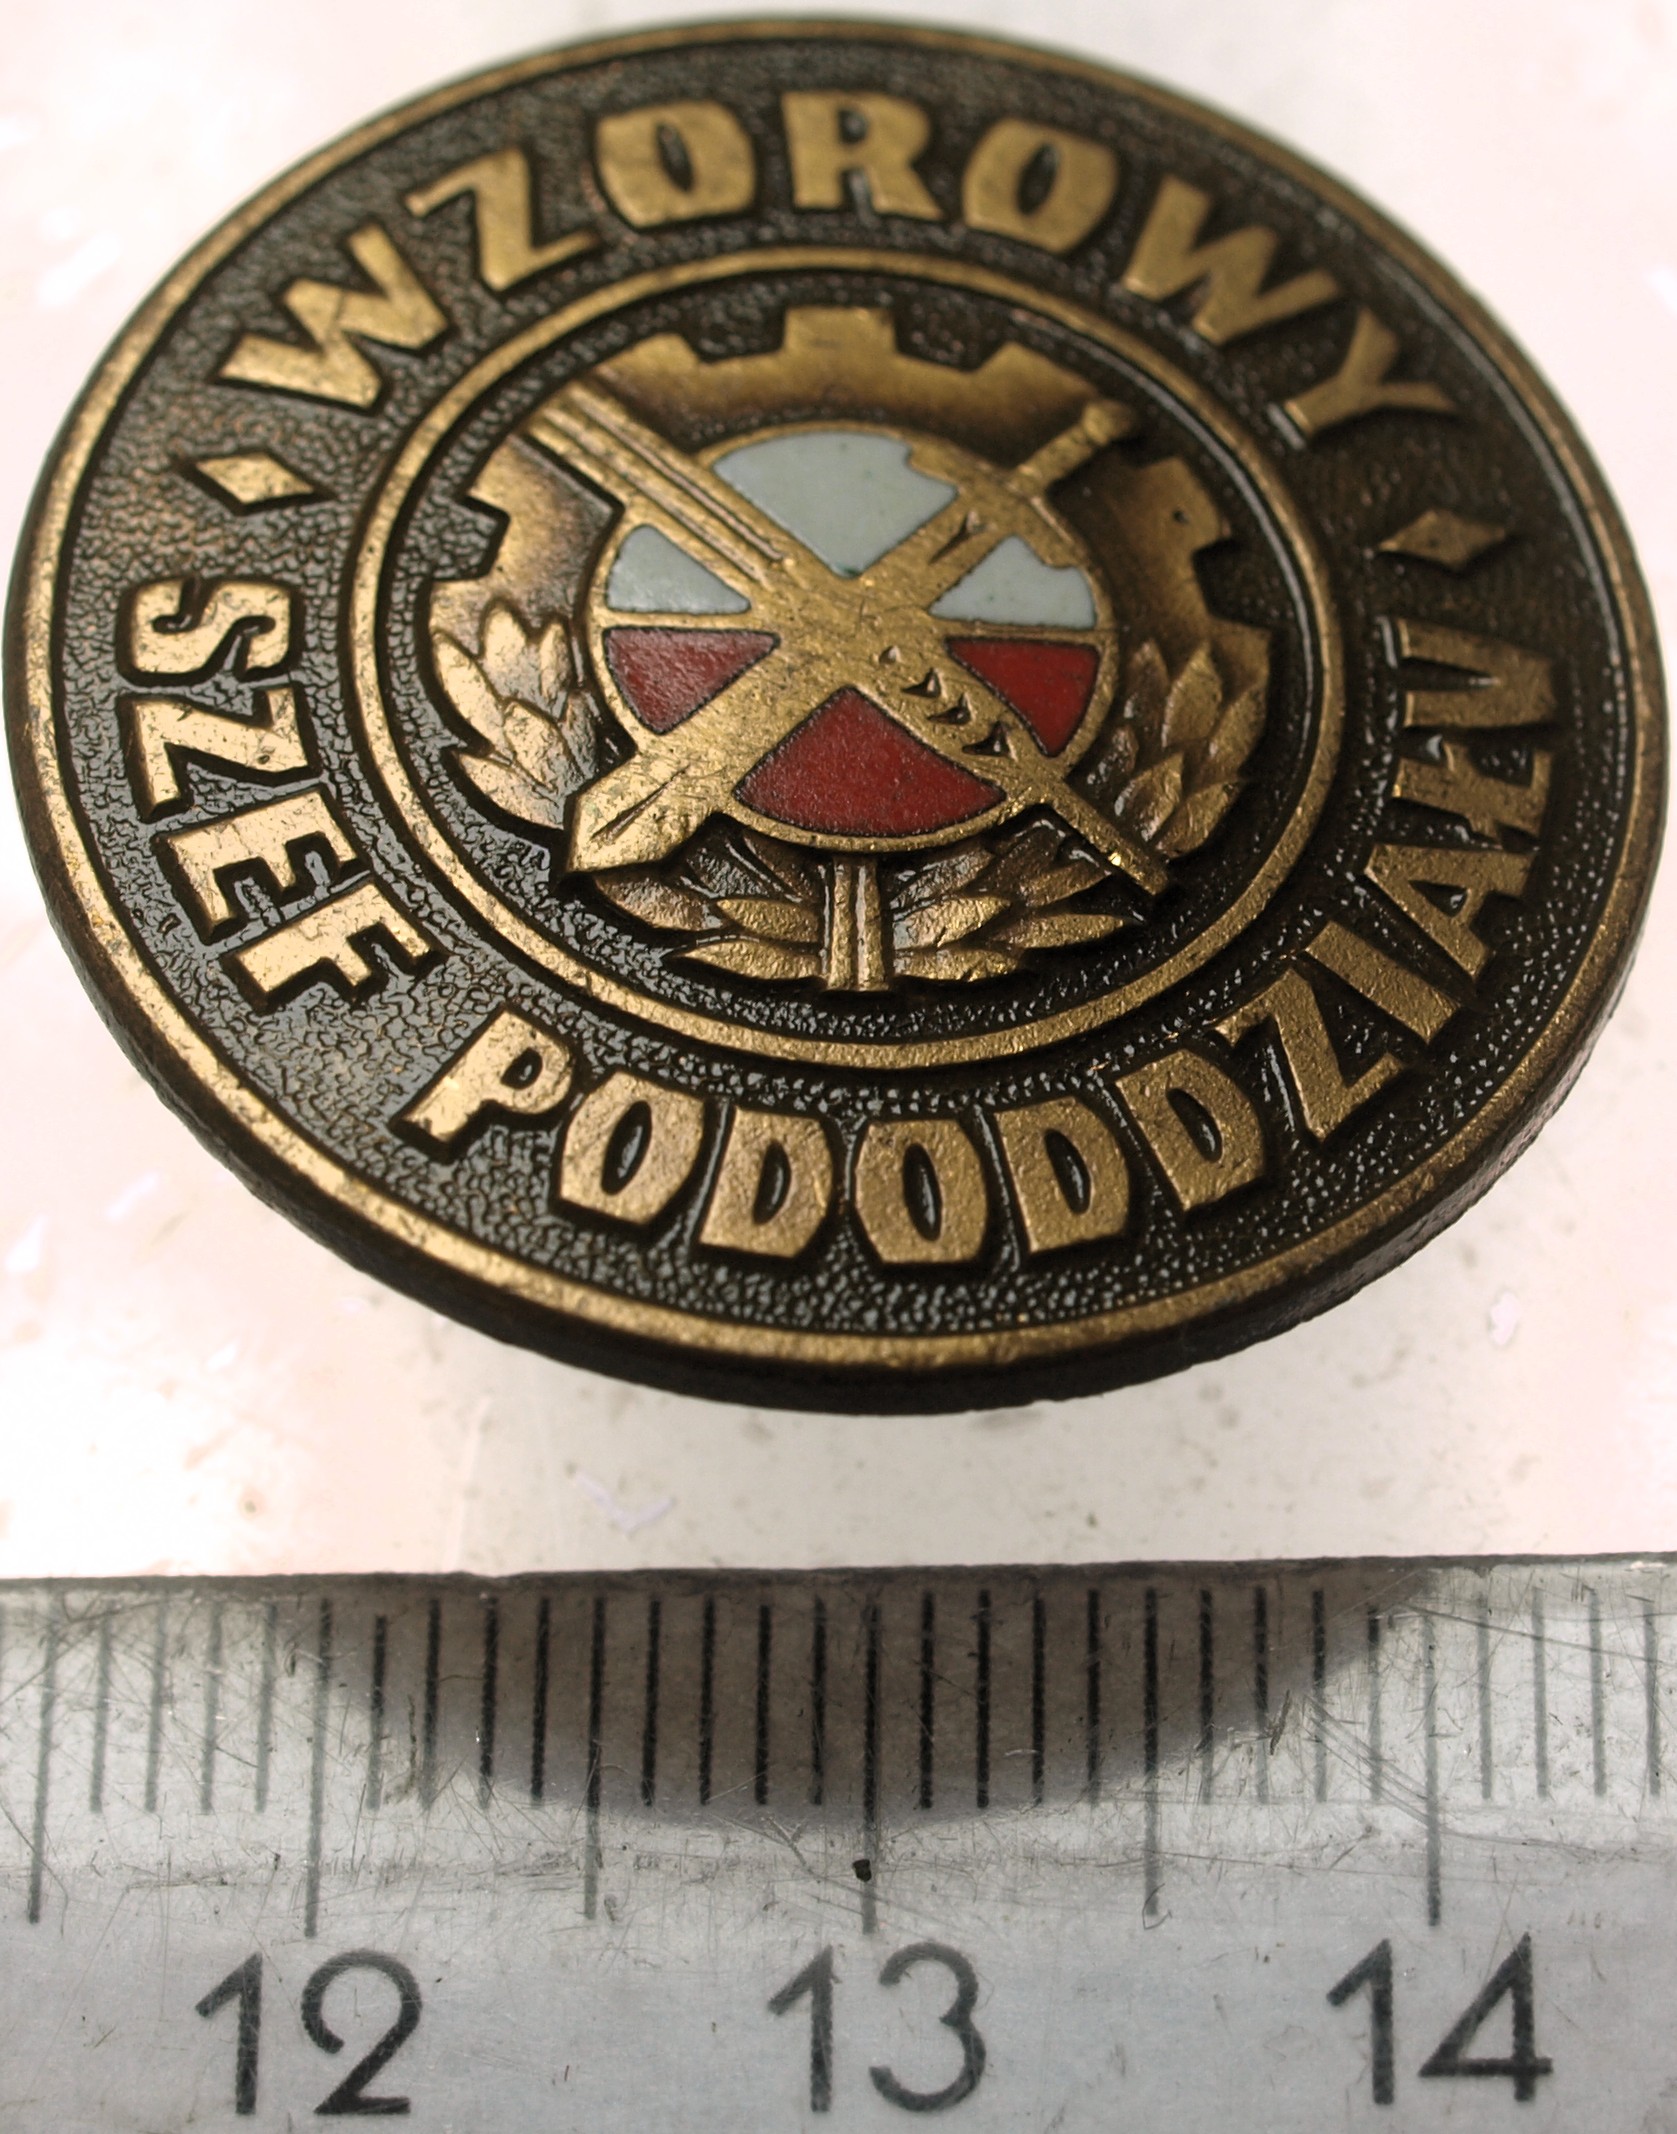 WZOROWY
SZEF PODODDZIAŁU
12 13 14